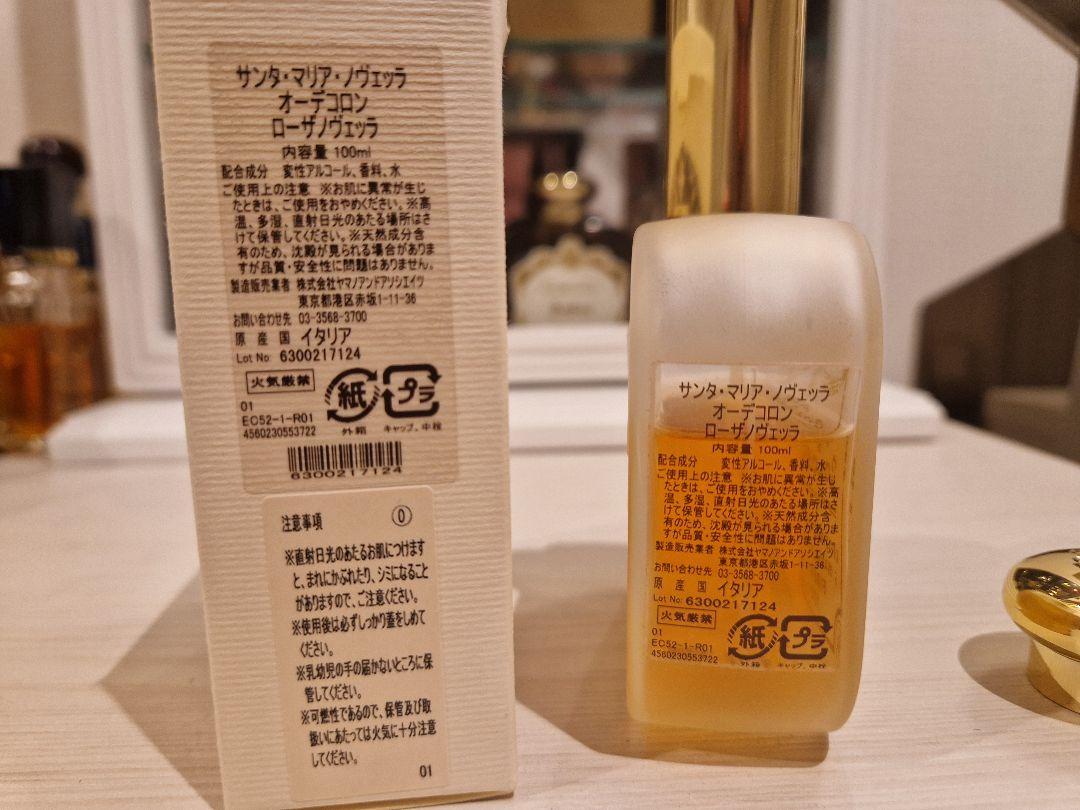 サンタ・マリア・ノヴェッラ
オーデコロン
ローザノヴェッラ
内容量 100ml
配合成分 変性アルコール、香料、水
ご使用上の注意 ※お肌に異常が生じ
たときは、ご使用をおやめください。※高
温、多湿、直射日光のあたる場所はさ
けて保管してください。※天然成分含
有のため、沈殿が見られる場合がありま
すが品質・安全性に問題はありません。
製造販売業者 株式会社ヤマノアンドアソシエイツ
東京都港区赤坂1-11-36
お問い合わせ先 03-3568-3700
原産国 イタリア
Lot No: 6300217124
火気厳禁
紙 プラ
外箱 キャップ、中栓
01
EC52-1-R01
4560230553722
6300217124
注意事項 0
※直射日光のあたるお肌につけます
と、まれにかぶれたり、シミになること
がありますので、ご注意ください。
※使用後は必ずしっかり蓋をしめて
ください。
※乳幼児の手の届かないところに保
管してください。
※可燃性であるので、保管及び取
扱いにあたっては火気に十分注意
してください。
01
サンタ・マリア・ノヴェッラ
オーデコロン
ローザノヴェッラ
内容量 100ml
配合成分 変性アルコール、香料、水
ご使用上の注意 ※お肌に異常が生じ
たときは、ご使用をおやめください。※高
温、多湿、直射日光のあたる場所はさ
けて保管してください。※天然成分含
有のため、沈殿が見られる場合がありま
すが品質・安全性に問題はありません。
製造販売業者 株式会社ヤマノアンドアソシエイツ
東京都港区赤坂1-11-36
お問い合わせ先 03-3568-3700
原産国 イタリア
Lot No: 6300217124
火気厳禁
紙 プラ
外箱 キャップ、中栓
01
EC52-1-R01
4560230553722